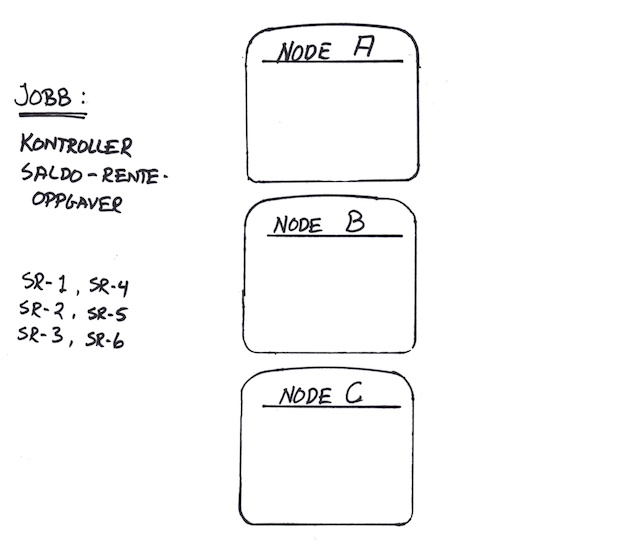 JOBB:
KONTROLLER
SALDO-RENTE-
OPPGAVER
SR-1, SR-4
SR-2, SR-5
SR-3, SR-6
NODE A
NODE B
NODE C